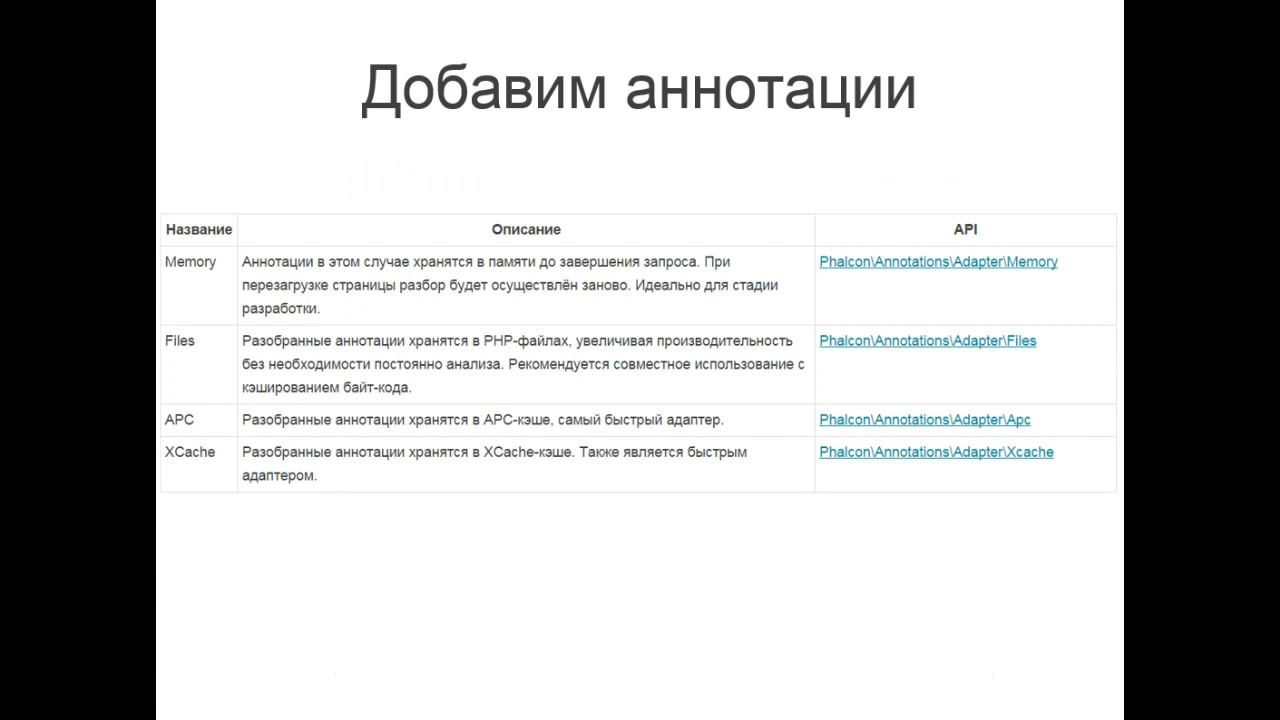 Добавим аннотации
Название Описание API
Memory Аннотации в этом случае хранятся в памяти до завершения запроса. При Phalcon\Annotations\Adapter\Memory
перезагрузке страницы разбор будет осуществлён заново. Идеально для стадии
разработки.
Files Разобранные аннотации хранятся в PHP-файлах, увеличивая производительность Phalcon\Annotations\Adapter\Files
без необходимости постоянно анализа. Рекомендуется совместное использование с
кэшированием байт-кода.
APC Разобранные аннотации хранятся в APC-кэше, самый быстрый адаптер. Phalcon\Annotations\Adapter\Apc
XCache Разобранные аннотации хранятся в XCache-кэше. Также является быстрым Phalcon\Annotations\Adapter\Xcache
адаптером.